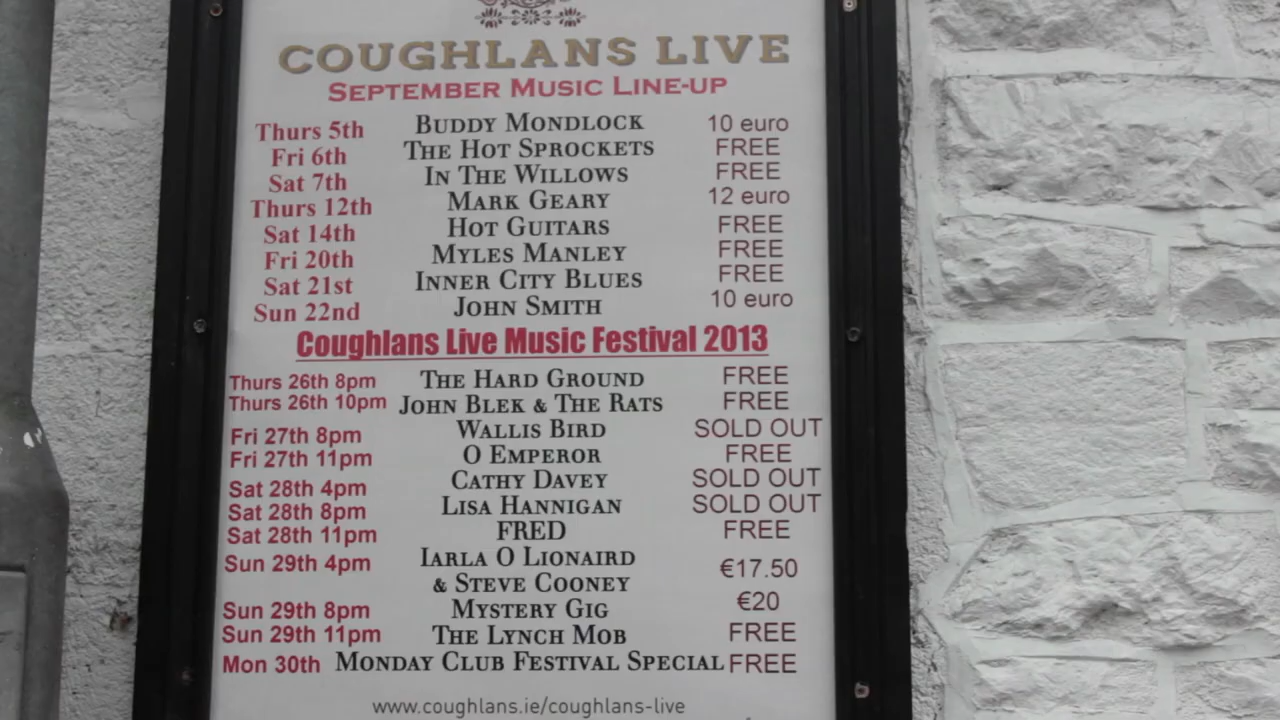 COUGHLANS LIVE
SEPTEMBER MUSIC LINE-UP
Thurs 5th BUDDY MONDLOCK 10 euro
Fri 6th THE HOT SPROCKETS FREE
Sat 7th IN THE WILLOWS FREE
Thurs 12th MARK GEARY 12 euro
Sat 14th HOT GUITARS FREE
Fri 20th MYLES MANLEY FREE
Sat 21st INNER CITY BLUES FREE
Sun 22nd JOHN SMITH 10 euro
Coughlans Live Music Festival 2013
Thurs 26th 8pm THE HARD GROUND FREE
Thurs 26th 10pm JOHN BLEK & THE RATS FREE
Fri 27th 8pm WALLIS BIRD SOLD OUT
Fri 27th 11pm O EMPEROR FREE
Sat 28th 4pm CATHY DAVEY SOLD OUT
Sat 28th 8pm LISA HANNIGAN SOLD OUT
Sat 28th 11pm FRED FREE
Sun 29th 4pm IARLA O LIONAIRD
& STEVE COONEY €17.50
Sun 29th 8pm MYSTERY GIG €20
Sun 29th 11pm THE LYNCH MOB FREE
Mon 30th MONDAY CLUB FESTIVAL SPECIAL FREE
www.coughlans.ie/coughlans-live